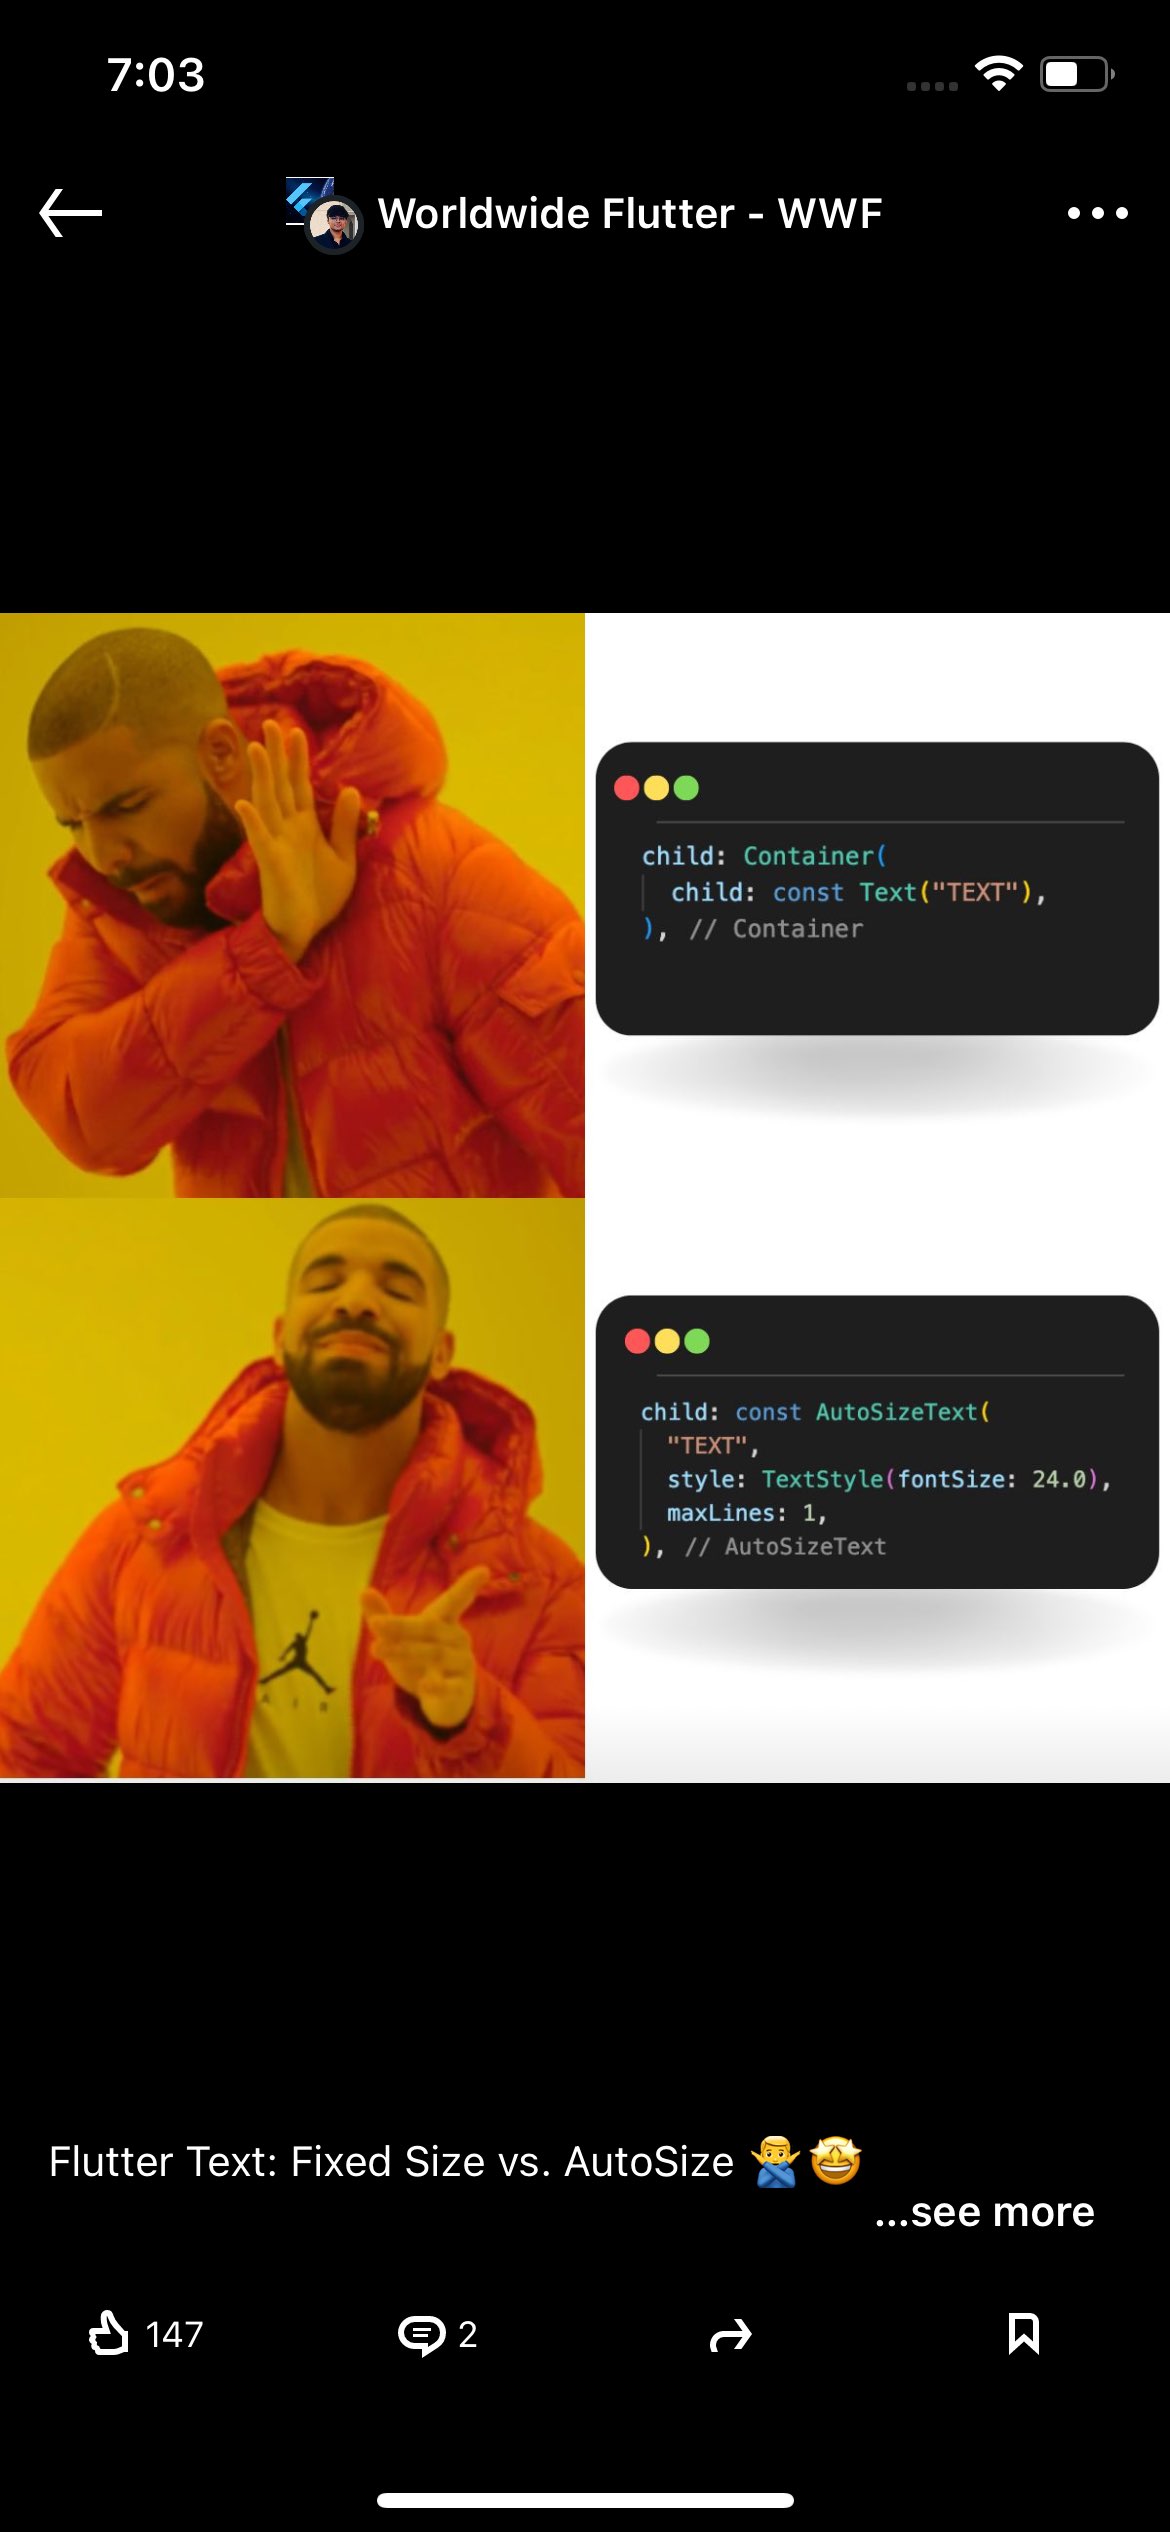 7:03
Worldwide Flutter - WWF
child: Container(
child: const Text("TEXT"),
), // Container
child: const AutoSizeText(
"TEXT",
style: TextStyle(fontSize: 24.0),
maxLines: 1,
), // AutoSizeText
AIR
Flutter Text: Fixed Size vs. AutoSize 🙅‍♂️🤩
...see more
147
2